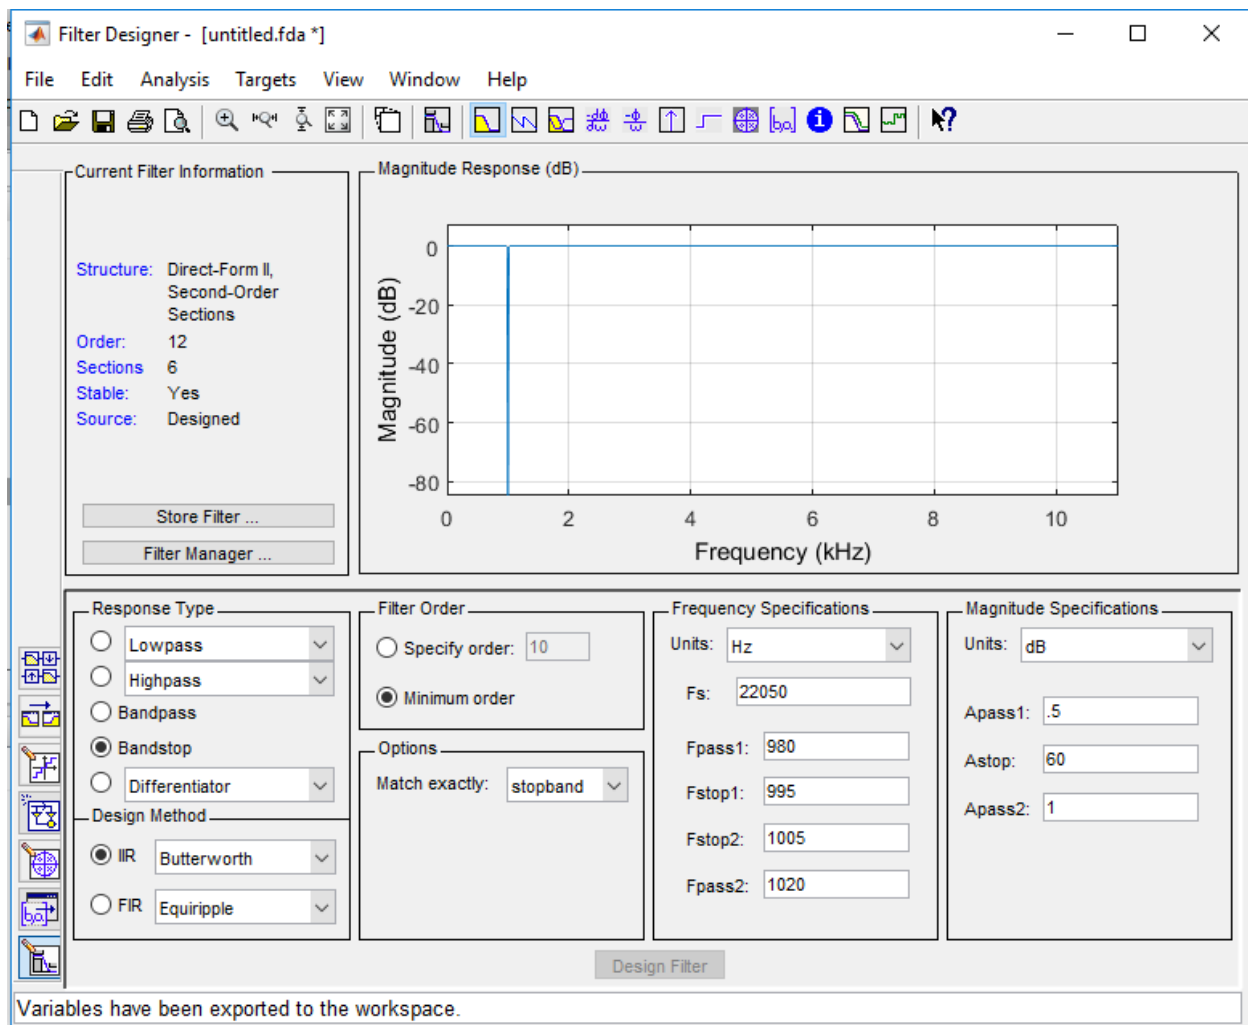 Filter Designer - [untitled.fda *]
File Edit Analysis Targets View Window Help
Current Filter Information
Structure: Direct-Form II,
Second-Order
Sections
Order: 12
Sections 6
Stable: Yes
Source: Designed
Store Filter ...
Filter Manager ...
Magnitude Response (dB)
Magnitude (dB)
0
-20
-40
-60
-80
0 2 4 6 8 10
Frequency (kHz)
Response Type
Lowpass
Highpass
Bandpass
Bandstop
Differentiator
Design Method
IIR Butterworth
FIR Equiripple
Filter Order
Specify order: 10
Minimum order
Options
Match exactly: stopband
Frequency Specifications
Units: Hz
Fs: 22050
Fpass1: 980
Fstop1: 995
Fstop2: 1005
Fpass2: 1020
Magnitude Specifications
Units: dB
Apass1: .5
Astop: 60
Apass2: 1
Design Filter
Variables have been exported to the workspace.